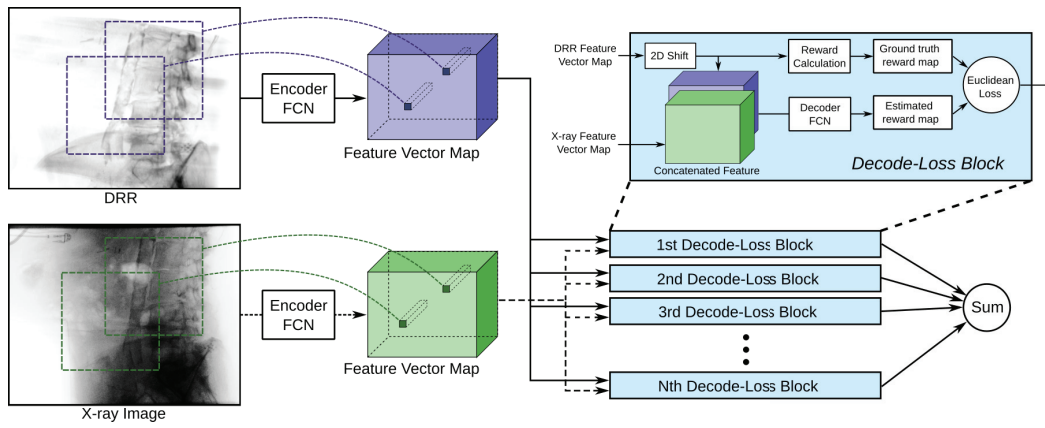 DRR
Encoder
FCN
Feature Vector Map
DRR Feature
Vector Map
2D Shift
Reward
Calculation
Ground truth
reward map
Euclidean
Loss
Decoder
FCN
Estimated
reward map
X-ray Feature
Vector Map
Concatenated Feature
Decode-Loss Block
X-ray Image
Encoder
FCN
Feature Vector Map
1st Decode-Loss Block
2nd Decode-Loss Block
3rd Decode-Loss Block
Nth Decode-Loss Block
Sum